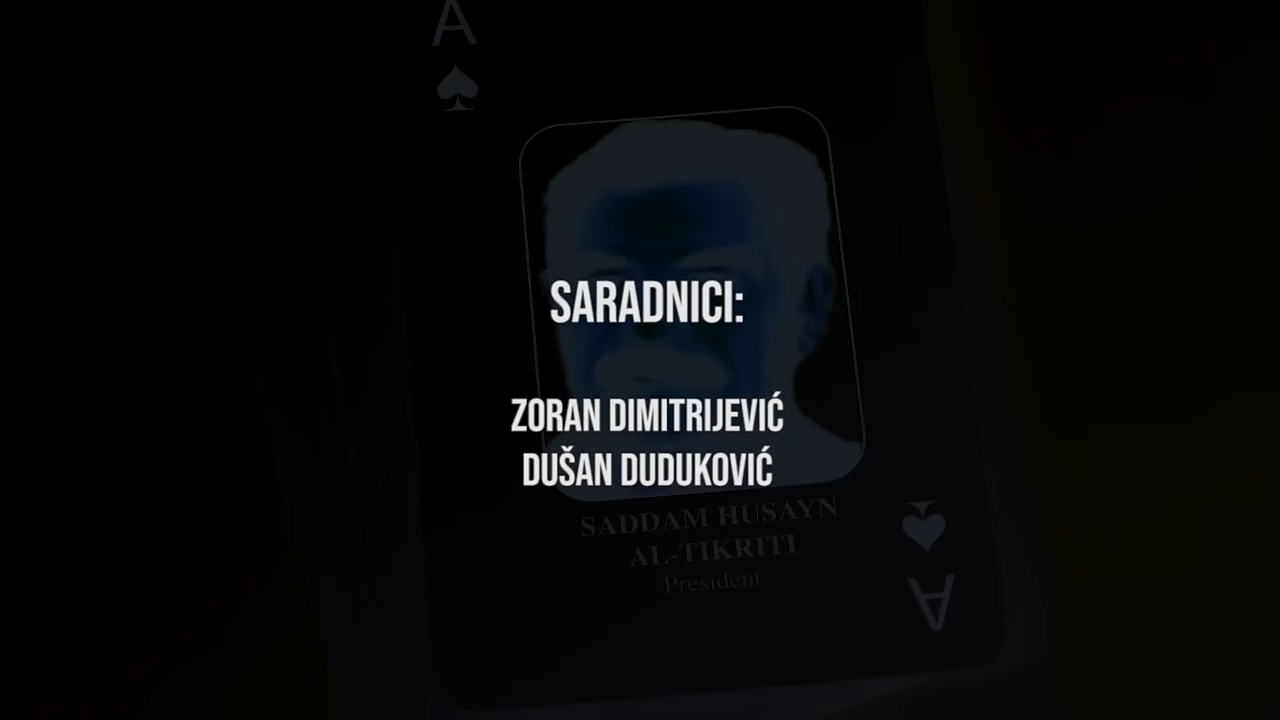 A
SARADNICI:
ZORAN DIMITRIJEVIĆ
DUŠAN DUDUKOVIĆ
SADDAM HUSAYN
AL-TIKRITI
President
A